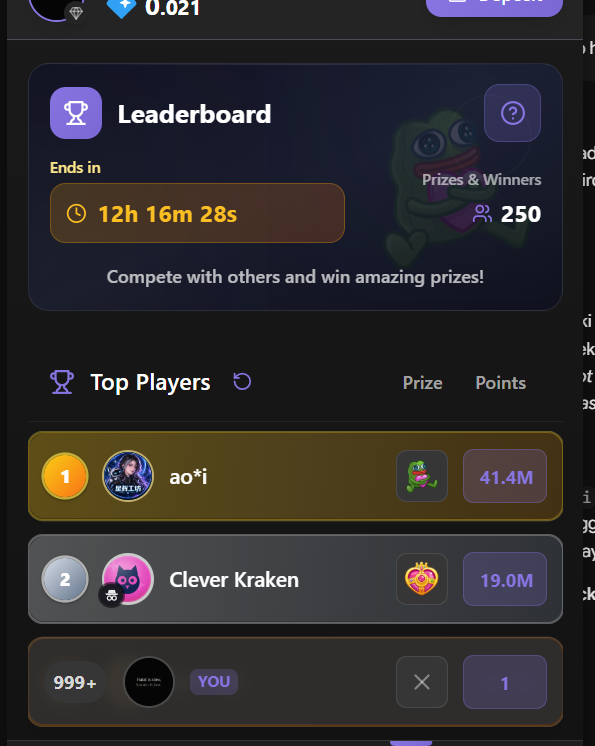 0.021
Deposit
Leaderboard
Ends in
12h 16m 28s
Prizes & Winners
250
Compete with others and win amazing prizes!
Top Players
Prize
Points
1
ao*i
41.4M
2
Clever Kraken
19.0M
999+
YOU
1